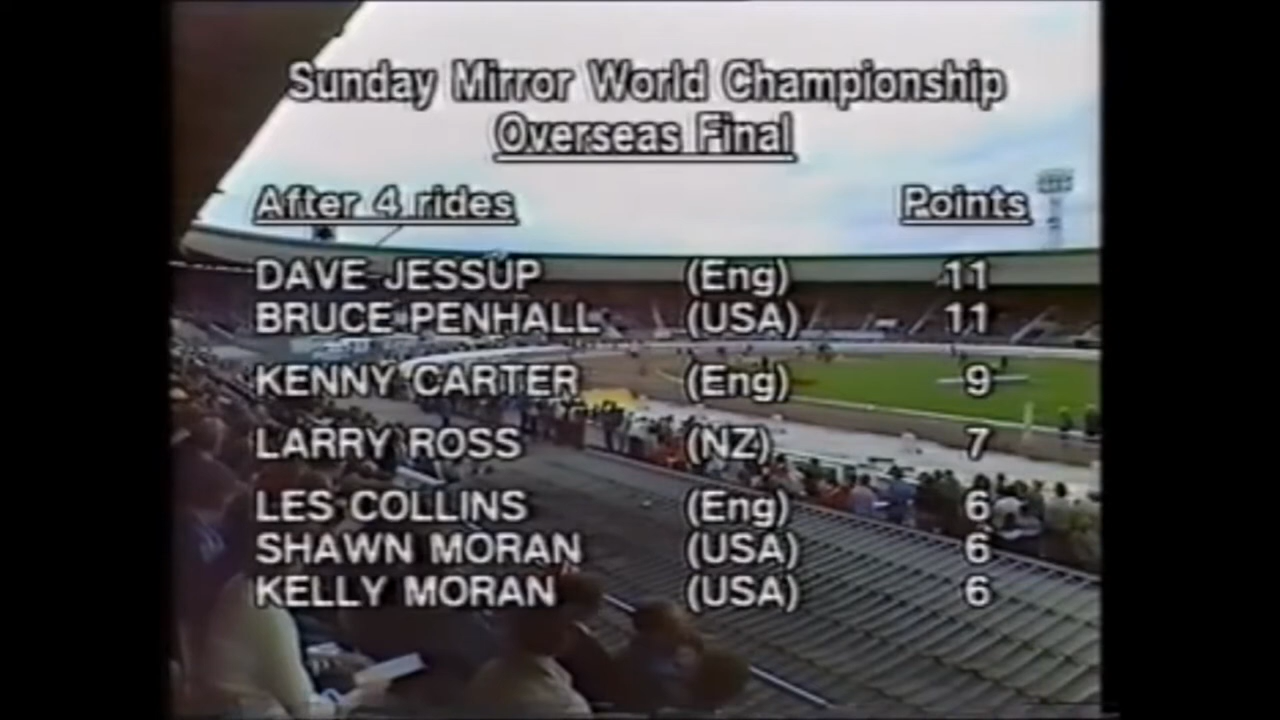 Sunday Mirror World Championship
Overseas Final
After 4 rides Points
DAVE JESSUP (Eng) 11
BRUCE PENHALL (USA) 11
KENNY CARTER (Eng) 9
LARRY ROSS (NZ) 7
LES COLLINS (Eng) 6
SHAWN MORAN (USA) 6
KELLY MORAN (USA) 6